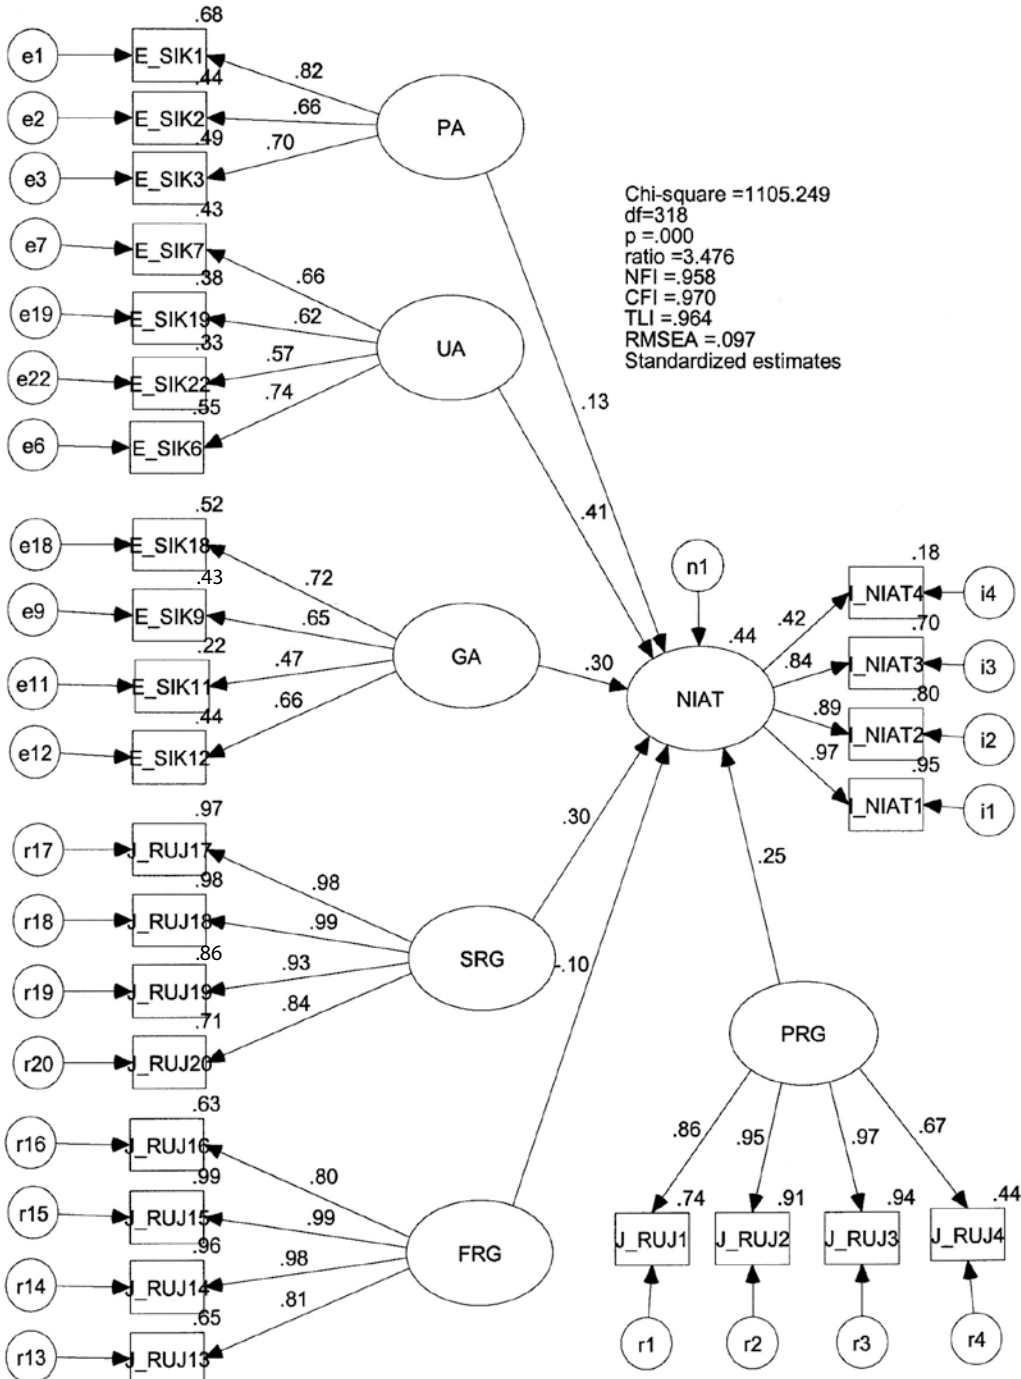 .68
e1
E_SIK1
.82
.44
e2
E_SIK2
.66
PA
.49
.70
e3
E_SIK3
.43
e7
E_SIK7
.66
.38
e19
E_SIK19
.62
UA
.33
.57
e22
E_SIK22
.74
.55
e6
E_SIK6
Chi-square =1105.249
df=318
p =.000
ratio =3.476
NFI =.958
CFI =.970
TLI =.964
RMSEA =.097
Standardized estimates
.13
.41
.52
e18
E_SIK18
.72
.43
e9
E_SIK9
.65
GA
.22
.47
e11
E_SIK11
.66
.44
e12
E_SIK12
.30
n1
.44
NIAT
.18
.42
I_NIAT4
i4
.70
.84
I_NIAT3
i3
.80
.89
I_NIAT2
i2
.95
.97
I_NIAT1
i1
.97
r17
J_RUJ17
.98
.98
r18
J_RUJ18
.99
SRG
.86
.93
r19
J_RUJ19
.84
.71
r20
J_RUJ20
.30
-.10
.25
.63
r16
J_RUJ16
.80
.99
r15
J_RUJ15
.99
FRG
.96
.98
r14
J_RUJ14
.81
.65
r13
J_RUJ13
PRG
.86
.95
.97
.67
.74
.91
.94
.44
J_RUJ1
J_RUJ2
J_RUJ3
J_RUJ4
r1
r2
r3
r4